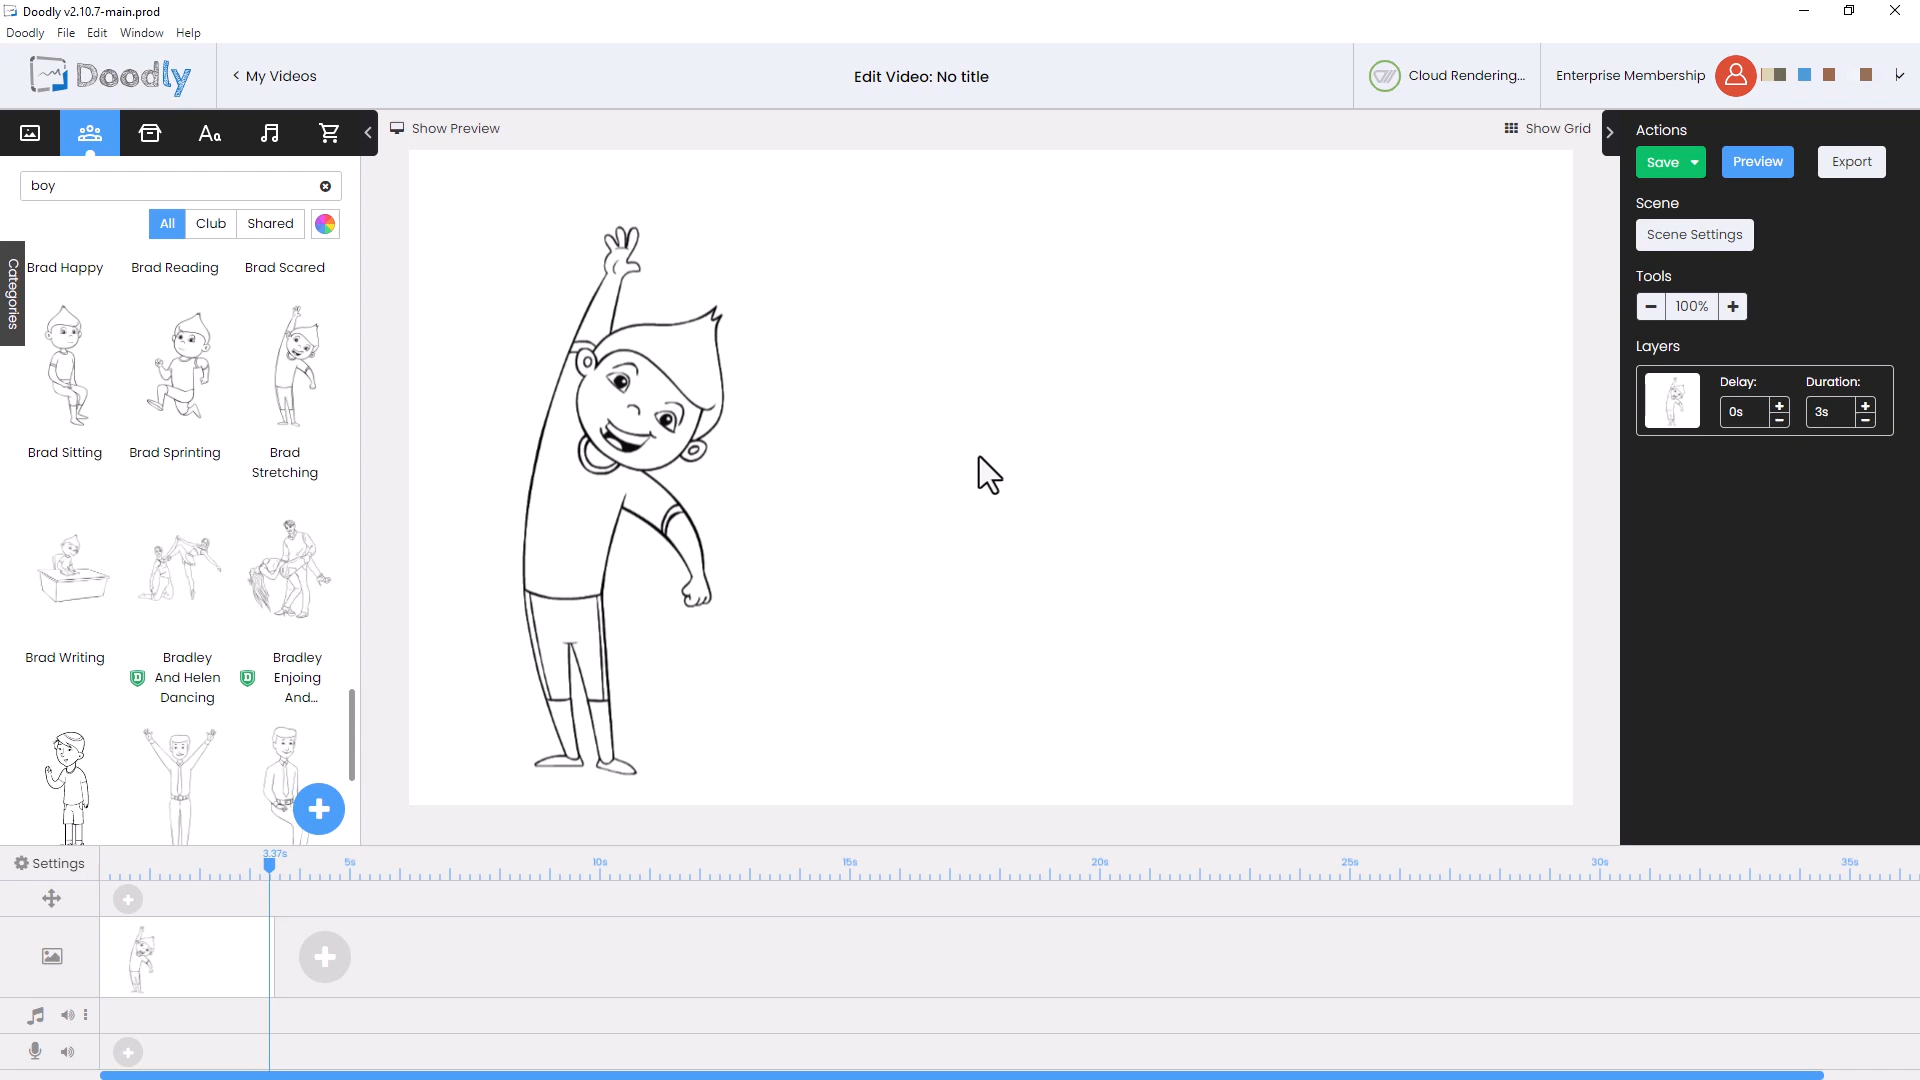 Doodly v2.10.7-main.prod
Doodly File Edit Window Help
Doodly
My Videos
Edit Video: No title
Cloud Rendering...
Enterprise Membership
Aa
Show Preview
Show Grid
boy
All Club Shared
Categories
Brad Happy
Brad Reading
Brad Scared
Brad Sitting
Brad Sprinting
Brad
Stretching
Brad Writing
Bradley
And Helen
Dancing
Bradley
Enjoing
And...
D
D
Actions
Save
Preview
Export
Scene
Scene Settings
Tools
100%
Layers
Delay:
Duration:
0s
3s
Settings
3.37s
5s
10s
15s
20s
25s
30s
35s